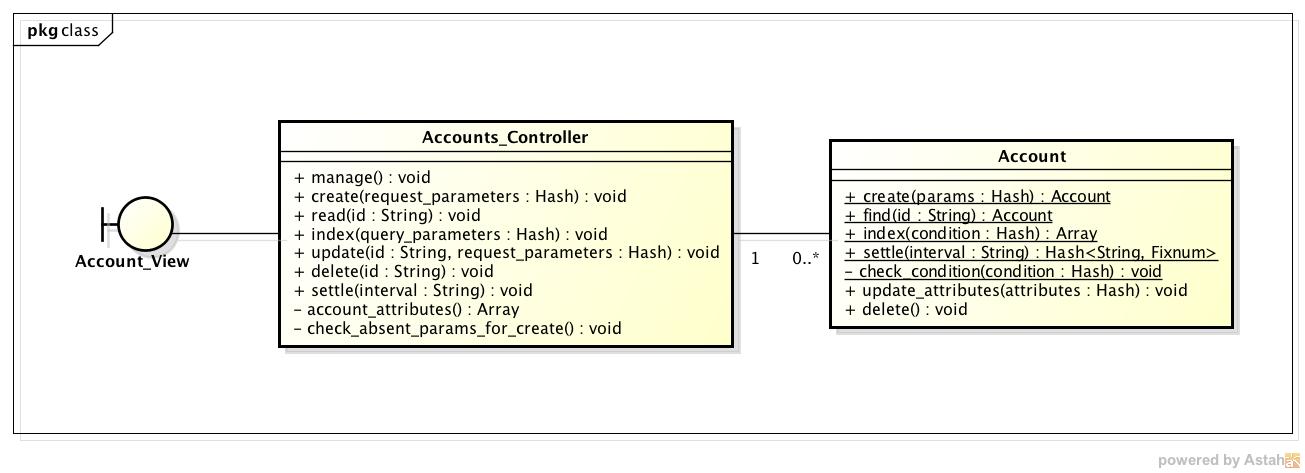 pkg class
Account_View
Accounts_Controller
+ manage() : void
+ create(request_parameters : Hash) : void
+ read(id : String) : void
+ index(query_parameters : Hash) : void
+ update(id : String, request_parameters : Hash) : void
+ delete(id : String) : void
+ settle(interval : String) : void
- account_attributes() : Array
- check_absent_params_for_create() : void
1
0..*
Account
+ create(params : Hash) : Account
+ find(id : String) : Account
+ index(condition : Hash) : Array
+ settle(interval : String) : Hash<String, Fixnum>
- check_condition(condition : Hash) : void
+ update_attributes(attributes : Hash) : void
+ delete() : void
powered by Astah